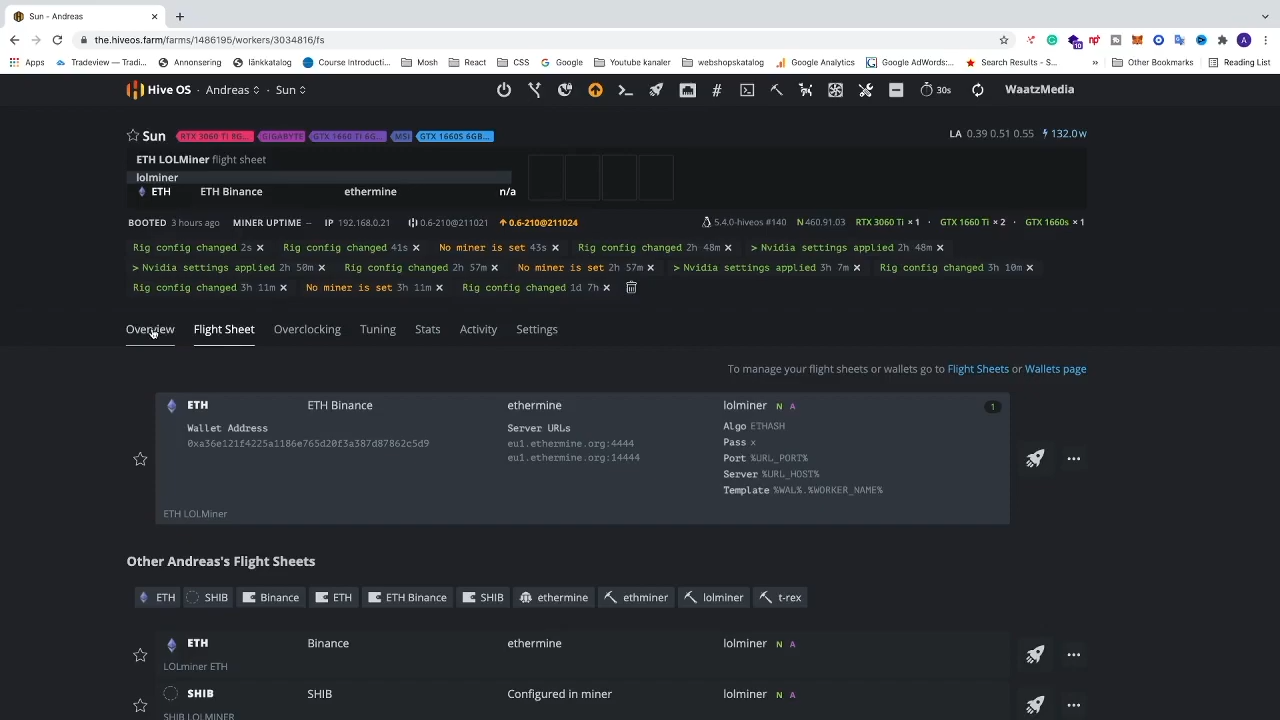 Sun - Andreas
the.hiveos.farm/farms/1486195/workers/3034816/fs
10
A
Apps
Tradeview — Tradi...
Annonsering
länkkatalog
Course Introducti...
Mosh
React
CSS
Google
Youtube kanaler
webshopskatalog
Google Analytics
Google AdWords:...
Search Results - S...
»
Other Bookmarks
Reading List
Hive OS
Andreas
Sun
30s
WaatzMedia
Sun RTX 3060 TI 8G... GIGABYTE GTX 1660 TI 6G... MSI GTX 1660S 6GB...
LA 0.39 0.51 0.55 132.0w
ETH LOLMiner flight sheet
lolminer
ETH ETH Binance ethermine n/a
BOOTED 3 hours ago MINER UPTIME -- IP 192.168.0.21 0.6-210@211021 0.6-210@211024
5.4.0-hiveos #140 N 460.91.03 RTX 3060 Ti × 1 · GTX 1660 Ti × 2 · GTX 1660s × 1
Rig config changed 2s × Rig config changed 41s × No miner is set 43s × Rig config changed 2h 48m × > Nvidia settings applied 2h 48m ×
> Nvidia settings applied 2h 50m × Rig config changed 2h 57m × No miner is set 2h 57m × > Nvidia settings applied 3h 7m × Rig config changed 3h 10m ×
Rig config changed 3h 11m × No miner is set 3h 11m × Rig config changed 1d 7h ×
Overview Flight Sheet Overclocking Tuning Stats Activity Settings
To manage your flight sheets or wallets go to Flight Sheets or Wallets page
ETH ETH Binance ethermine lolminer N A 1
Wallet Address
0xa36e121f4225a1186e765d20f3a387d87862c5d9
Server URLs
eu1.ethermine.org:4444
eu1.ethermine.org:14444
Algo ETHASH
Pass x
Port %URL_PORT%
Server %URL_HOST%
Template %WAL%.%WORKER_NAME%
ETH LOLMiner
Other Andreas's Flight Sheets
ETH SHIB Binance ETH ETH Binance SHIB ethermine ethminer lolminer t-rex
ETH Binance ethermine lolminer N A
LOLminer ETH
SHIB SHIB Configured in miner lolminer N A
SHIB LOLMINER